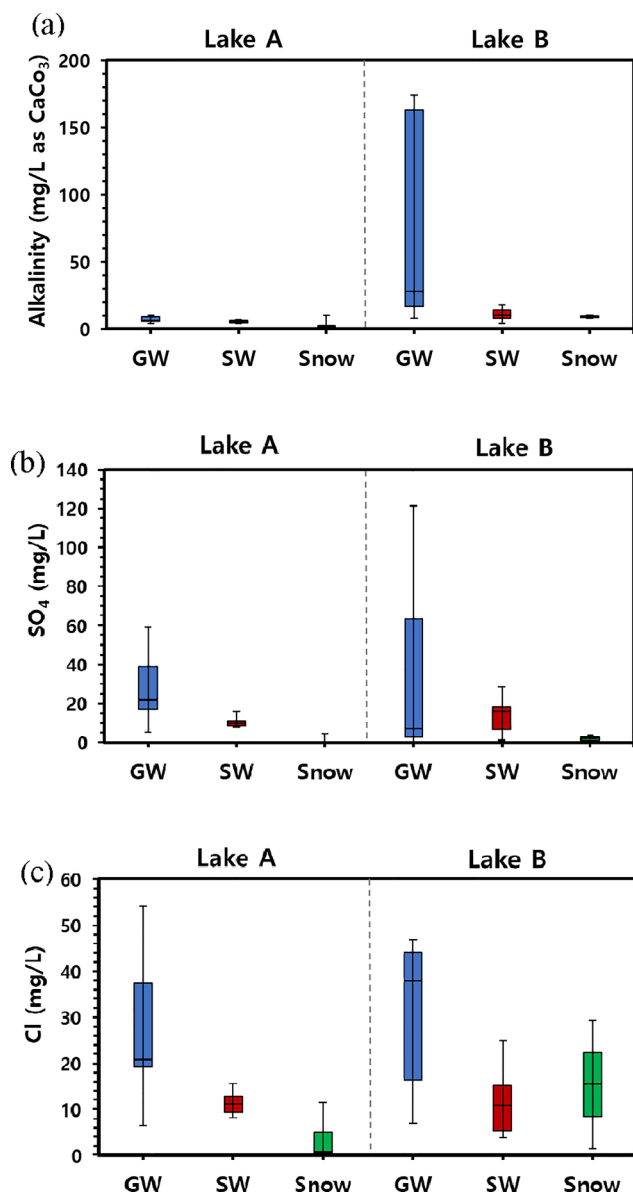 (a)
Lake A Lake B
Alkalinity (mg/L as CaCo₃)
200
150
100
50
0
GW SW Snow GW SW Snow
(b)
Lake A Lake B
SO₄ (mg/L)
140
120
100
80
60
40
20
0
GW SW Snow GW SW Snow
(c)
Lake A Lake B
Cl (mg/L)
60
50
40
30
20
10
0
GW SW Snow GW SW Snow